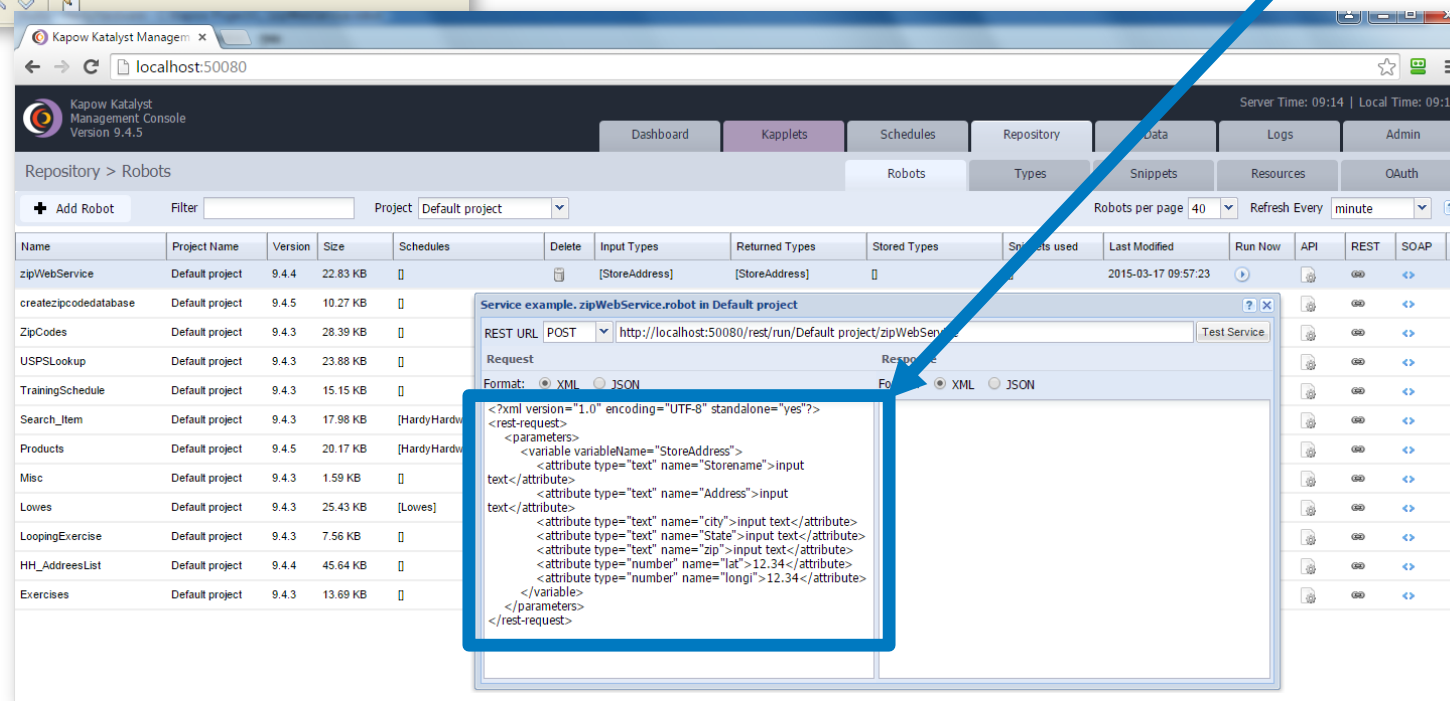 Kapow Katalyst Managem ×
localhost:50080
Kapow Katalyst
Management Console
Version 9.4.5
Server Time: 09:14 | Local Time: 09:1
Dashboard Kapplets Schedules Repository Data Logs Admin
Repository > Robots
Robots Types Snippets Resources OAuth
Add Robot Filter Project Default project Robots per page 40 Refresh Every minute
Name Project Name Version Size Schedules Delete Input Types Returned Types Stored Types used Last Modified Run Now API REST SOAP
zipWebService Default project 9.4.4 22.83 KB [] [StoreAddress] [StoreAddress] [] 2015-03-17 09:57:23
createzipcodedatabase Default project 9.4.5 10.27 KB []
ZipCodes Default project 9.4.3 28.39 KB []
USPSLookup Default project 9.4.3 23.88 KB []
TrainingSchedule Default project 9.4.3 15.15 KB []
Search_Item Default project 9.4.3 17.98 KB [HardyHardw
Products Default project 9.4.5 20.17 KB [HardyHardw
Misc Default project 9.4.3 1.59 KB []
Lowes Default project 9.4.3 25.43 KB [Lowes]
LoopingExercise Default project 9.4.3 7.56 KB []
HH_AddreesList Default project 9.4.4 45.64 KB []
Exercises Default project 9.4.3 13.69 KB []
Service example. zipWebService.robot in Default project
REST URL POST http://localhost:50080/rest/run/Default project/zipWebService Test Service
Request Response
Format: XML JSON XML JSON
<?xml version="1.0" encoding="UTF-8" standalone="yes"?>
<rest-request>
<parameters>
<variable variableName="StoreAddress">
<attribute type="text" name="Storename">input
text</attribute>
<attribute type="text" name="Address">input
text</attribute>
<attribute type="text" name="city">input text</attribute>
<attribute type="text" name="State">input text</attribute>
<attribute type="text" name="zip">input text</attribute>
<attribute type="number" name="lat">12.34</attribute>
<attribute type="number" name="longi">12.34</attribute>
</variable>
</parameters>
</rest-request>